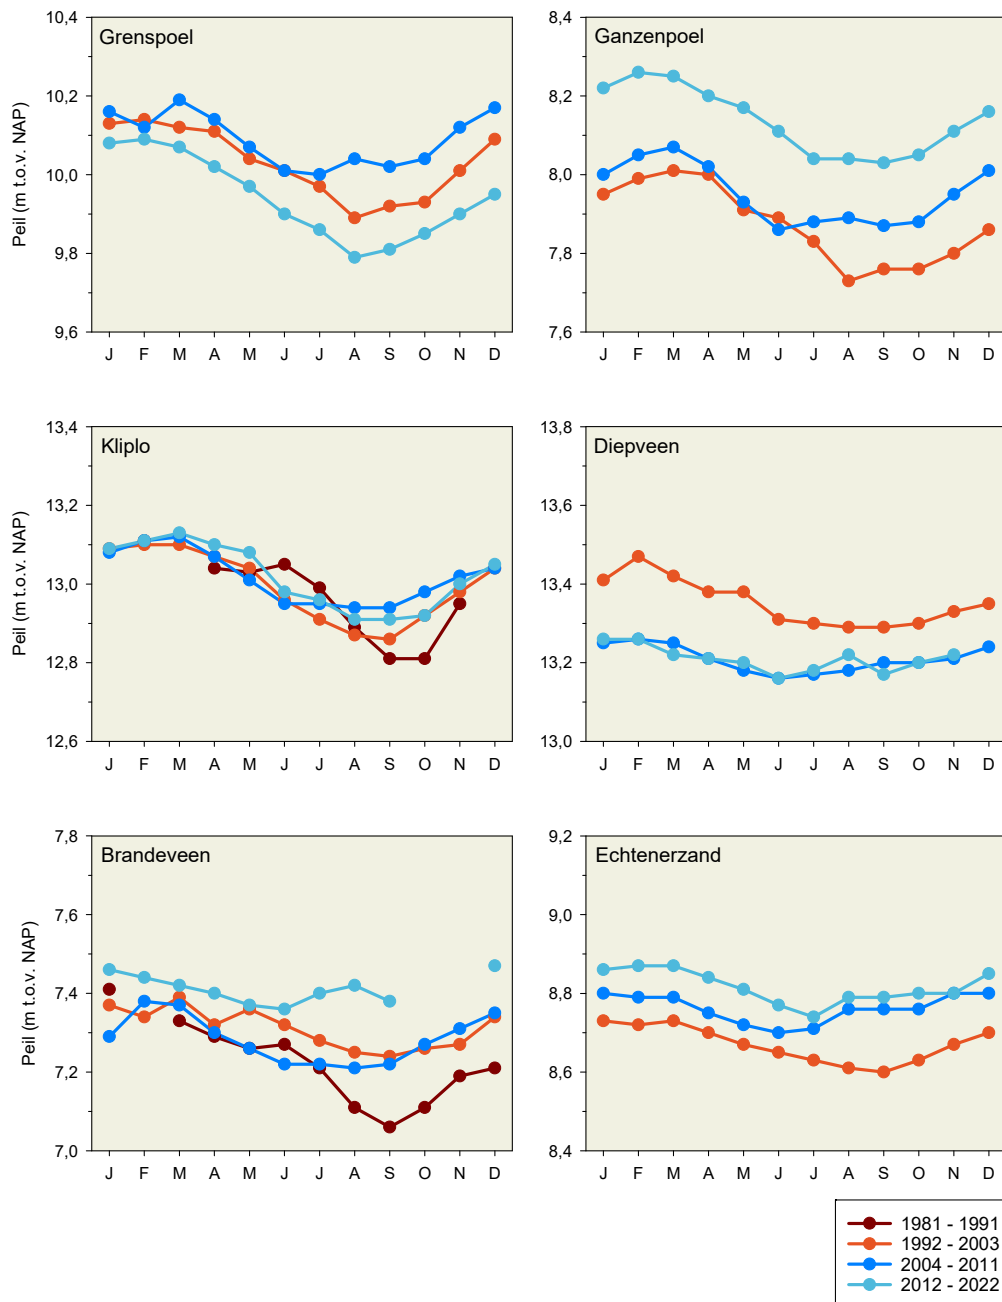 Grenspoel
Peil (m t.o.v. NAP)
10,4
10,2
10,0
9,8
9,6
J F M A M J J A S O N D
Ganzenpoel
8,4
8,2
8,0
7,8
7,6
J F M A M J J A S O N D
Kliplo
Peil (m t.o.v. NAP)
13,4
13,2
13,0
12,8
12,6
J F M A M J J A S O N D
Diepveen
13,8
13,6
13,4
13,2
13,0
J F M A M J J A S O N D
Brandeveen
Peil (m t.o.v. NAP)
7,8
7,6
7,4
7,2
7,0
J F M A M J J A S O N D
Echtenerzand
9,2
9,0
8,8
8,6
8,4
J F M A M J J A S O N D
1981 - 1991
1992 - 2003
2004 - 2011
2012 - 2022